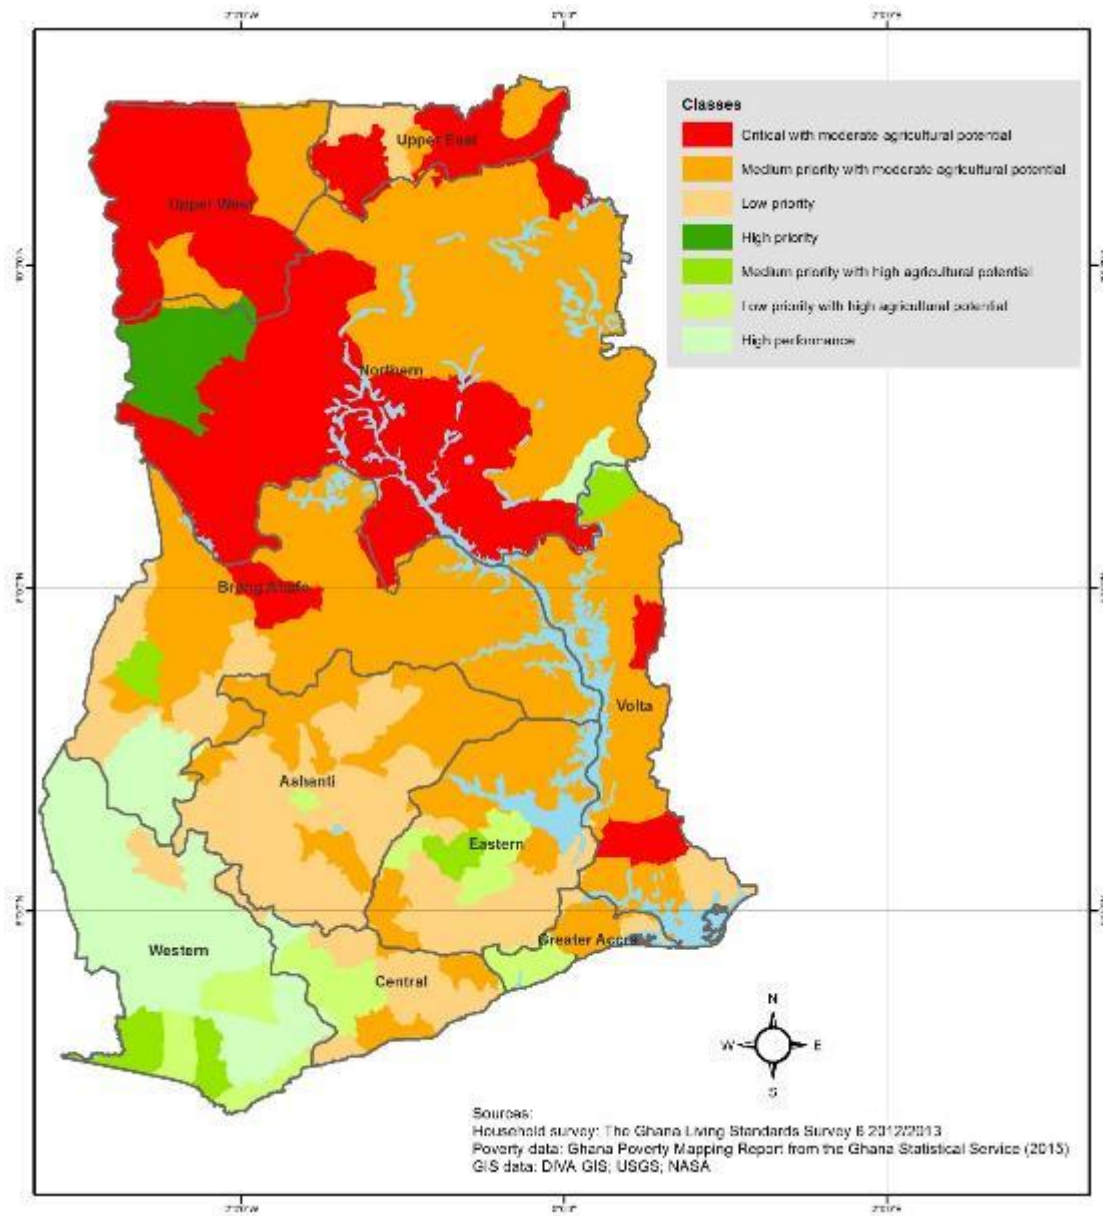 Classes
Critical with moderate agricultural potential
Medium priority with moderate agricultural potential
Low priority
High priority
Medium priority with high agricultural potential
Low priority with high agricultural potential
High performance
Upper East
Upper West
Northern
Brong Ahafo
Volta
Ashanti
Eastern
Greater Accra
Western
Central
N
W
E
S
Sources:
Household survey: The Ghana Living Standards Survey 6 2012/2013
Poverty data: Ghana Poverty Mapping Report from the Ghana Statistical Service (2015)
GIS data: DIVA GIS; USGS; NASA